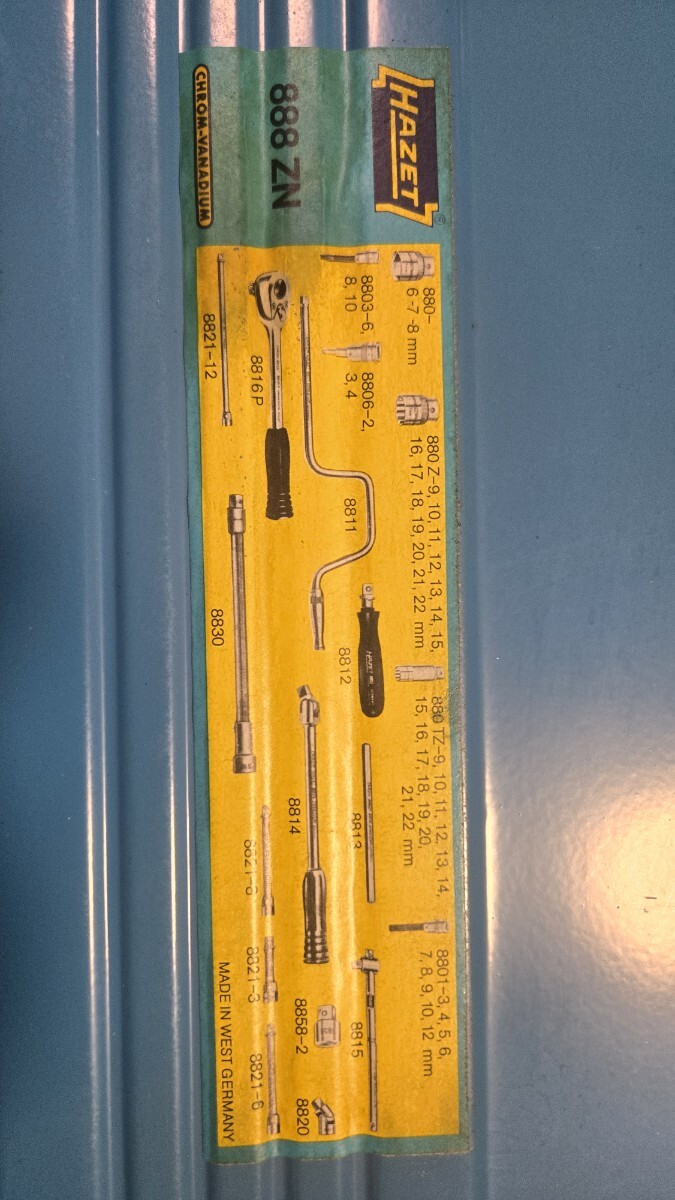 HAZET
®
888 ZN
CHROM-VANADIUM
880-
6 -7 -8 mm
880 Z-9, 10, 11, 12, 13, 14, 15,
16, 17, 18, 19, 20, 21, 22 mm
880 TZ-9, 10, 11, 12, 13, 14,
15, 16, 17, 18, 19, 20,
21, 22 mm
8801-3, 4, 5, 6,
7, 8, 9, 10, 12 mm
8803-6,
8, 10
8806-2,
3, 4
8811
8812
HAZET
8813
8815
8816 P
8814
8858-2
8820
8821-12
8830
8821-3
8821-6
MADE IN WEST GERMANY